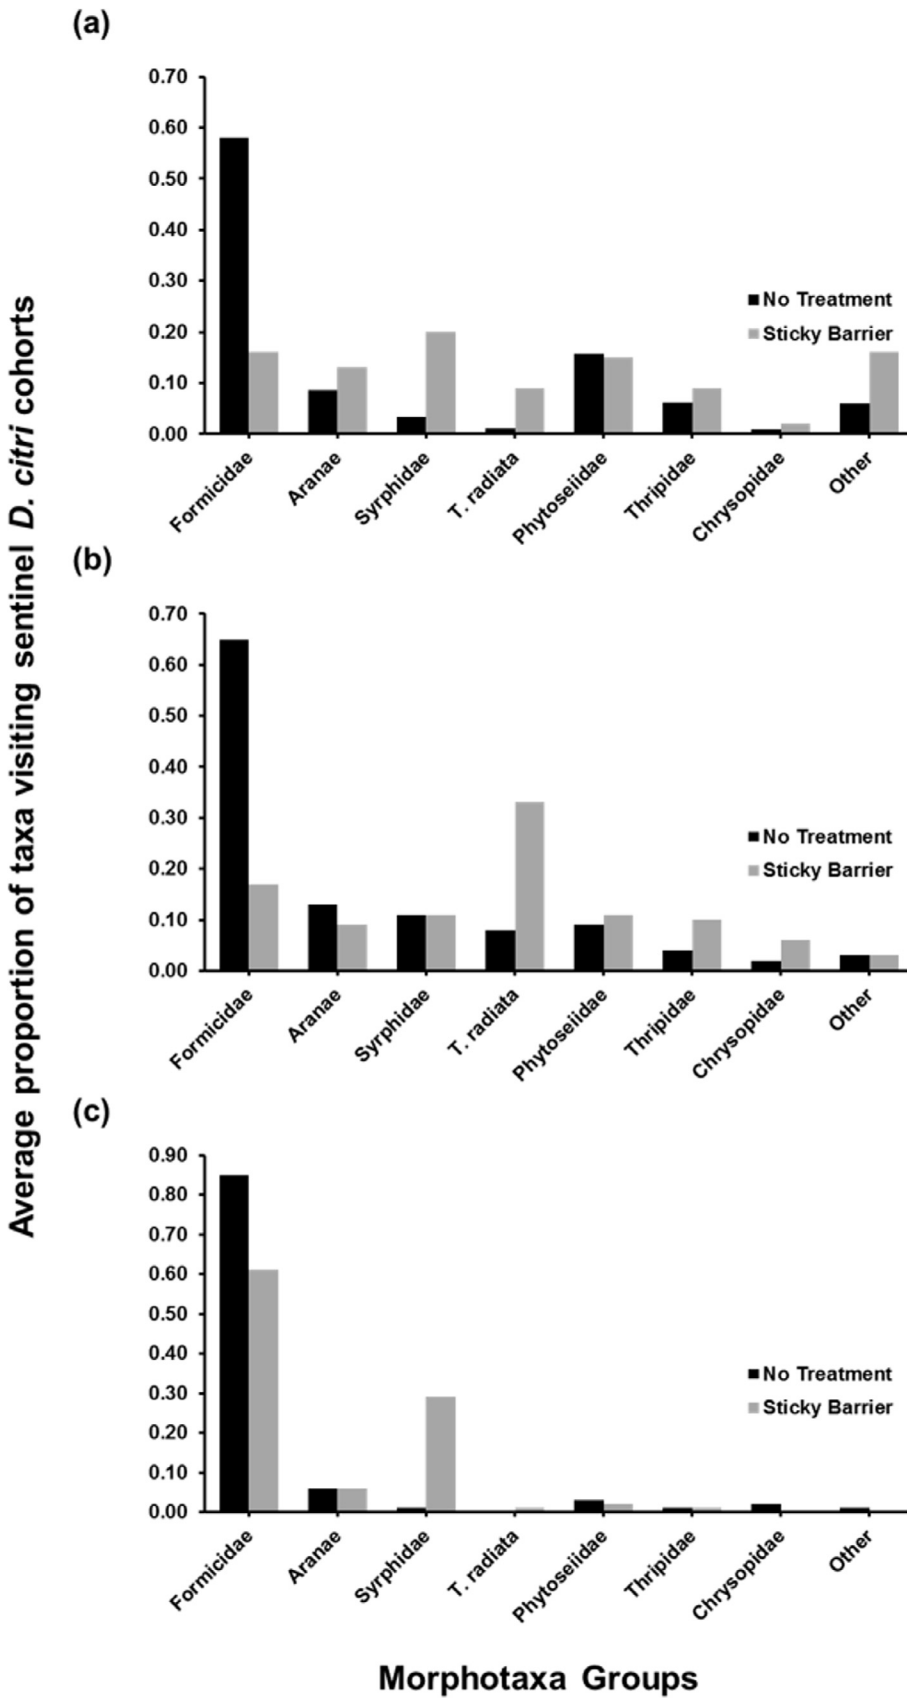 (a)
Average proportion of taxa visiting sentinel D. citri cohorts
0.70
0.60
0.50
0.40
0.30
0.20
0.10
0.00
No Treatment
Sticky Barrier
Formicidae
Aranae
Syrphidae
T. radiata
Phytoseiidae
Thripidae
Chrysopidae
Other
(b)
0.70
0.60
0.50
0.40
0.30
0.20
0.10
0.00
No Treatment
Sticky Barrier
Formicidae
Aranae
Syrphidae
T. radiata
Phytoseiidae
Thripidae
Chrysopidae
Other
(c)
0.90
0.80
0.70
0.60
0.50
0.40
0.30
0.20
0.10
0.00
No Treatment
Sticky Barrier
Formicidae
Aranae
Syrphidae
T. radiata
Phytoseiidae
Thripidae
Chrysopidae
Other
Morphotaxa Groups